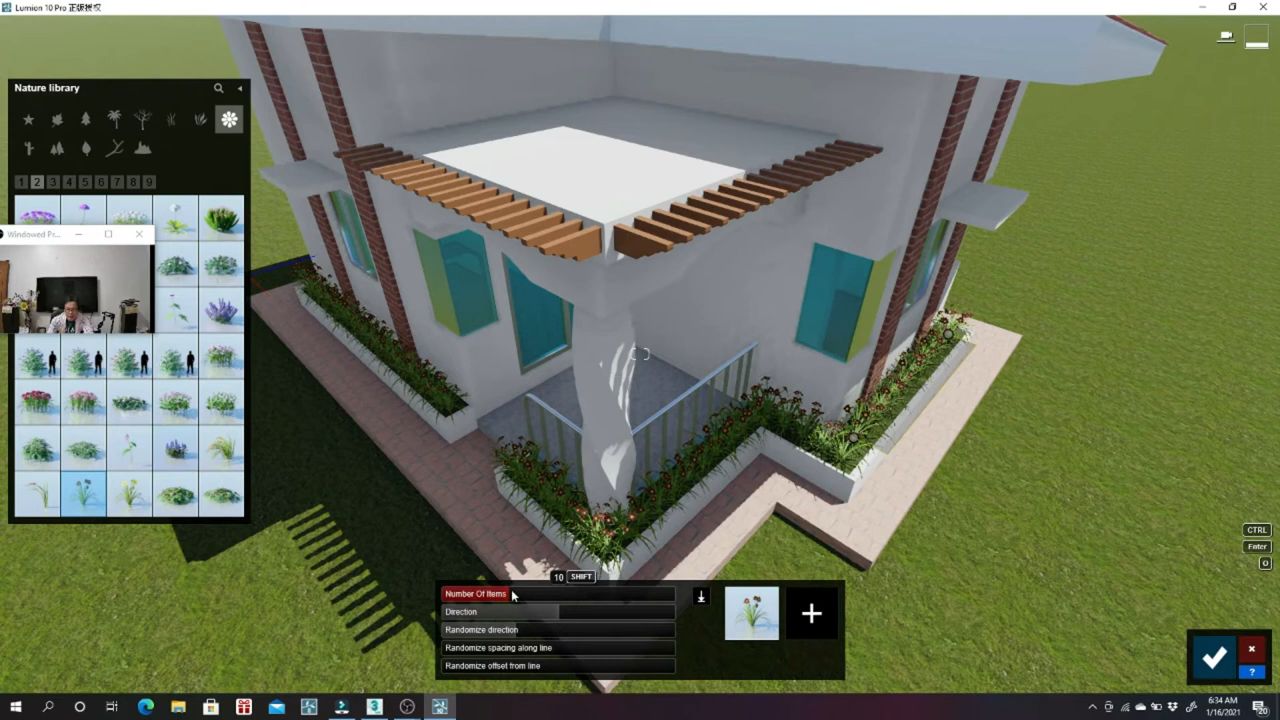 Lumion 10 Pro 正版授权
Nature library
1 2 3 4 5 6 7 8 9
Windowed Pr...
CTRL
Enter
O
10 SHIFT
Number Of Items
Direction
Randomize direction
Randomize spacing along line
Randomize offset from line
?
6:34 AM
1/16/2021
20